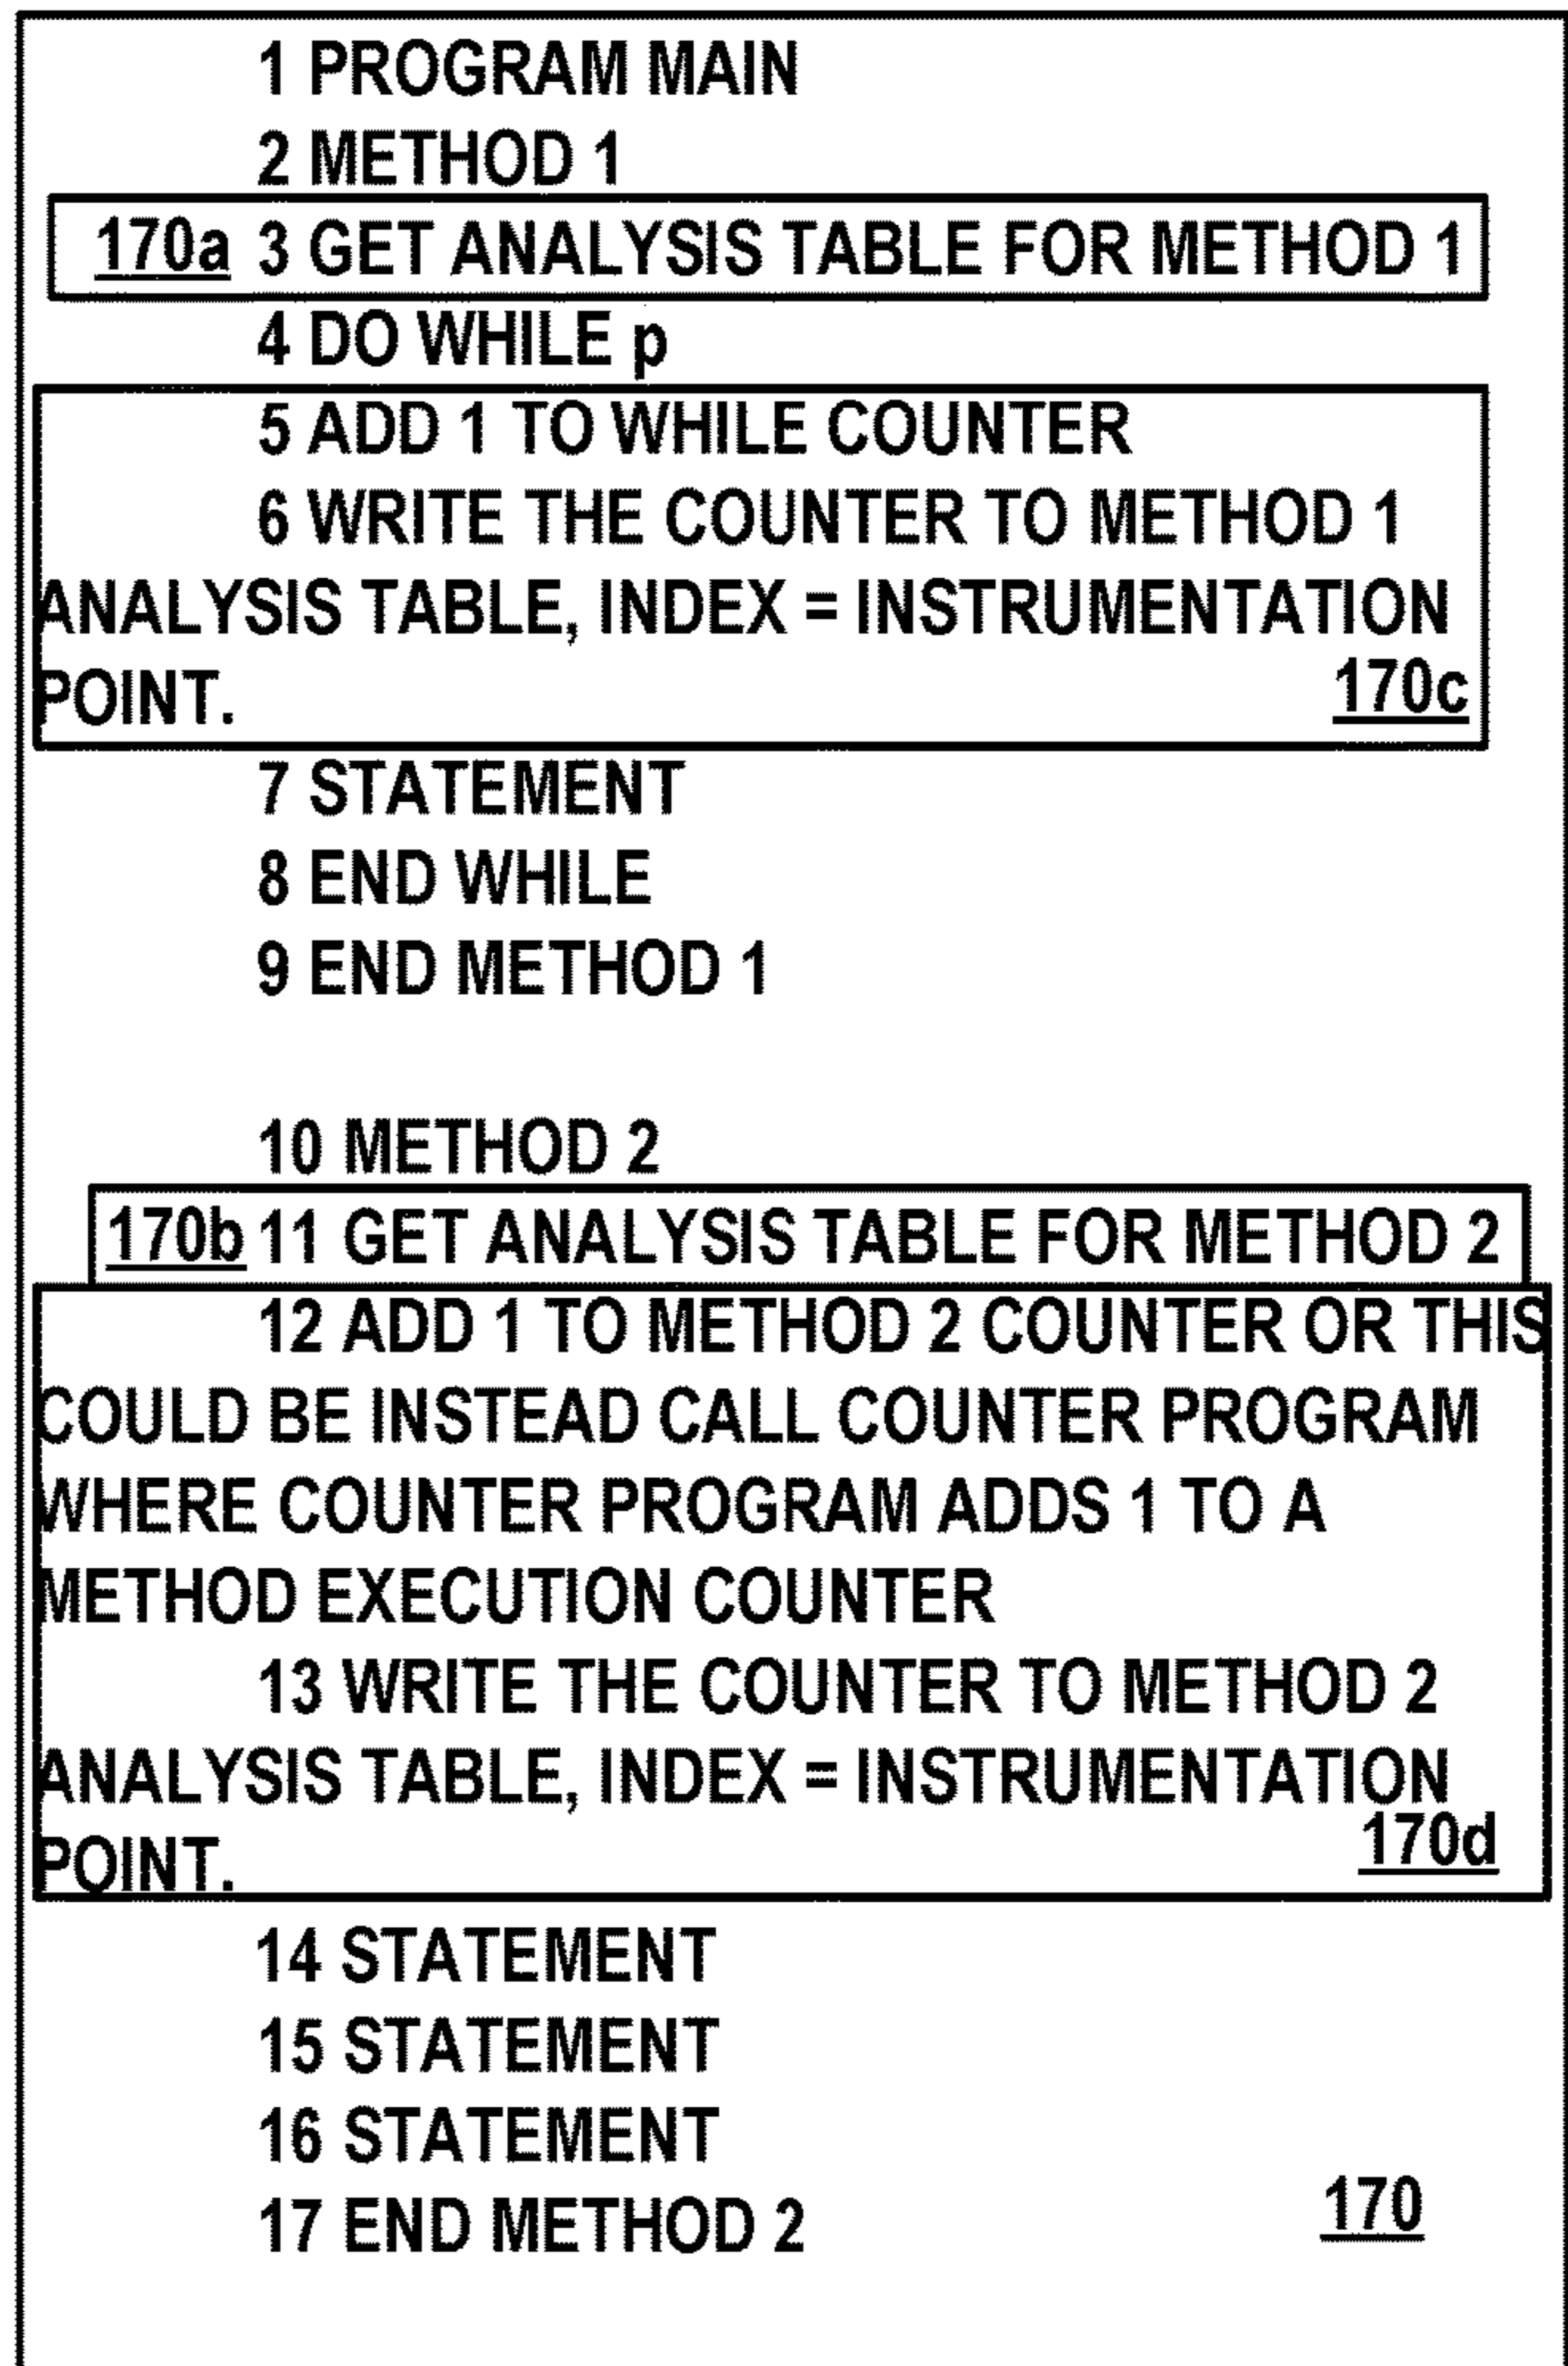 1 PROGRAM MAIN
2 METHOD 1
170a 3 GET ANALYSIS TABLE FOR METHOD 1
4 DO WHILE p
5 ADD 1 TO WHILE COUNTER
6 WRITE THE COUNTER TO METHOD 1
ANALYSIS TABLE, INDEX = INSTRUMENTATION
POINT. 170c
7 STATEMENT
8 END WHILE
9 END METHOD 1
10 METHOD 2
170b 11 GET ANALYSIS TABLE FOR METHOD 2
12 ADD 1 TO METHOD 2 COUNTER OR THIS
COULD BE INSTEAD CALL COUNTER PROGRAM
WHERE COUNTER PROGRAM ADDS 1 TO A
METHOD EXECUTION COUNTER
13 WRITE THE COUNTER TO METHOD 2
ANALYSIS TABLE, INDEX = INSTRUMENTATION
POINT. 170d
14 STATEMENT
15 STATEMENT
16 STATEMENT
17 END METHOD 2 170